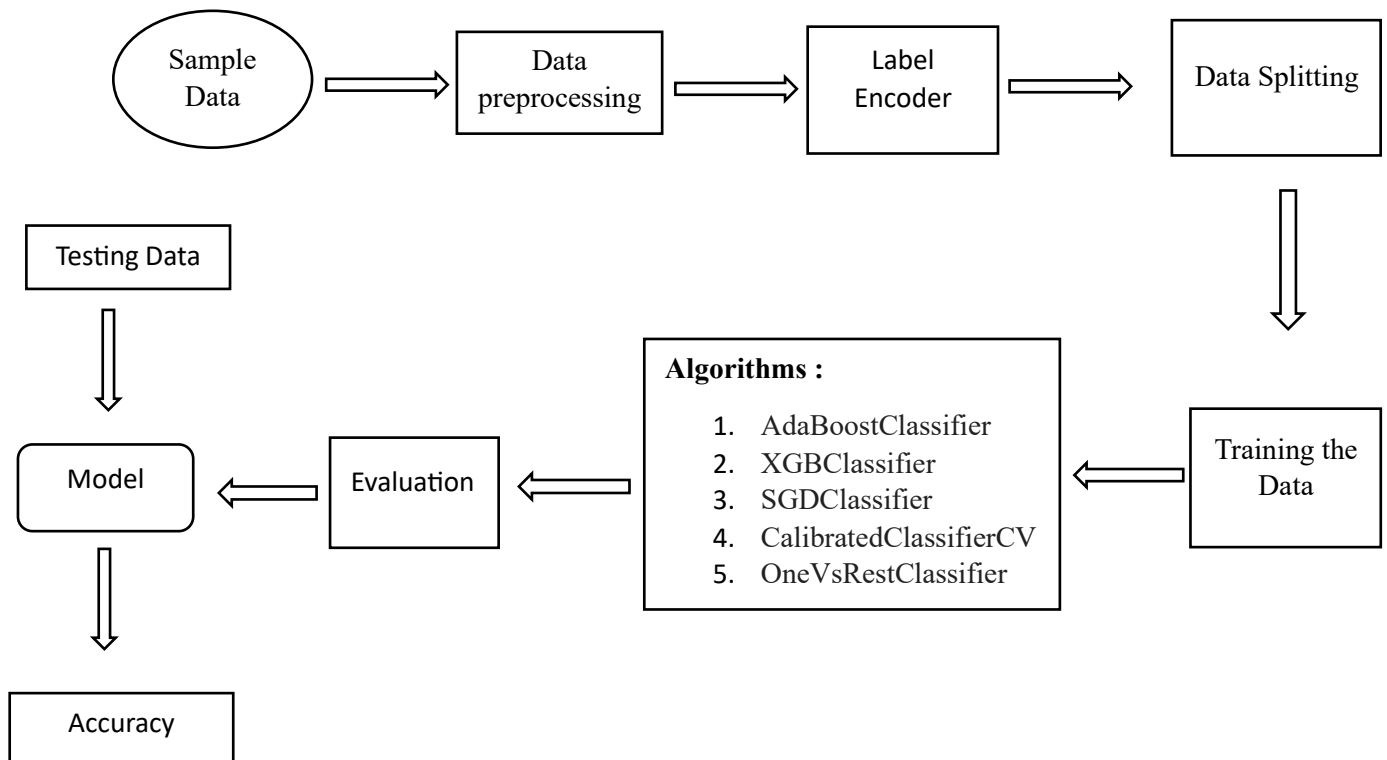 Sample
Data
Data
preprocessing
Label
Encoder
Data Splitting
Testing Data
Algorithms :
1. AdaBoostClassifier
2. XGBClassifier
3. SGDClassifier
4. CalibratedClassifierCV
5. OneVsRestClassifier
Training the
Data
Evaluation
Model
Accuracy